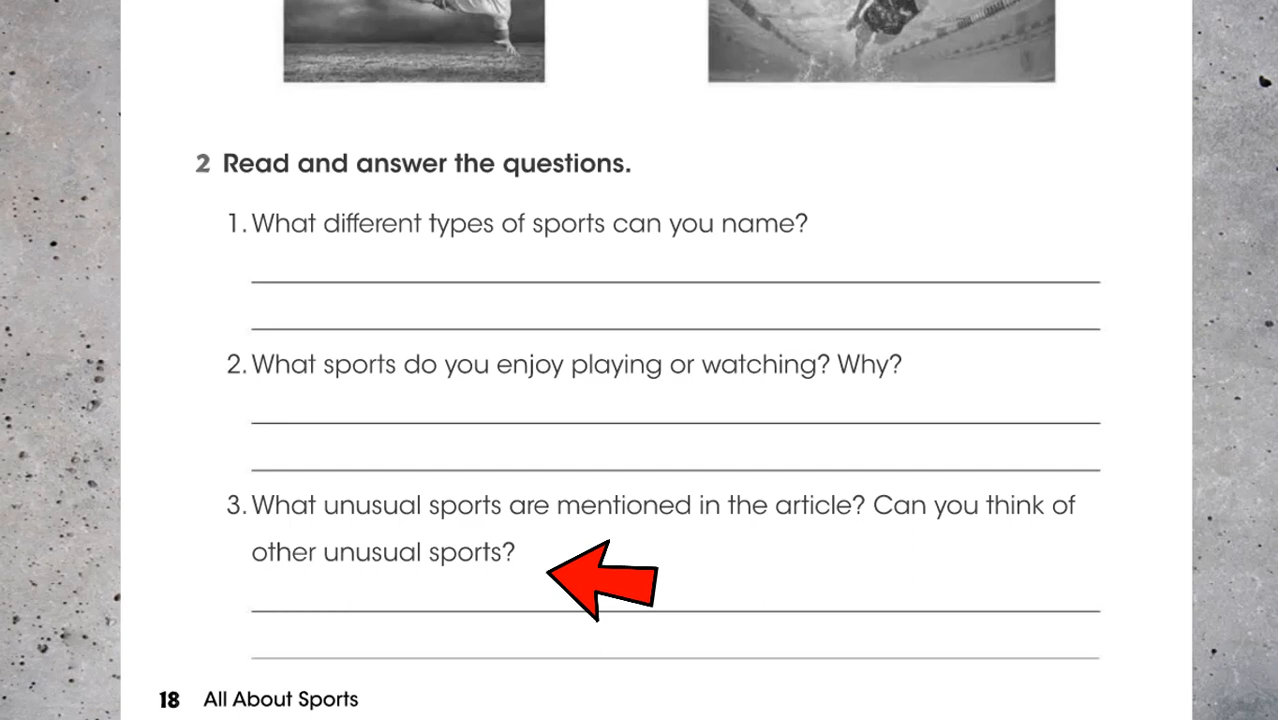 2 Read and answer the questions.
1. What different types of sports can you name?
2. What sports do you enjoy playing or watching? Why?
3. What unusual sports are mentioned in the article? Can you think of
other unusual sports?
18 All About Sports